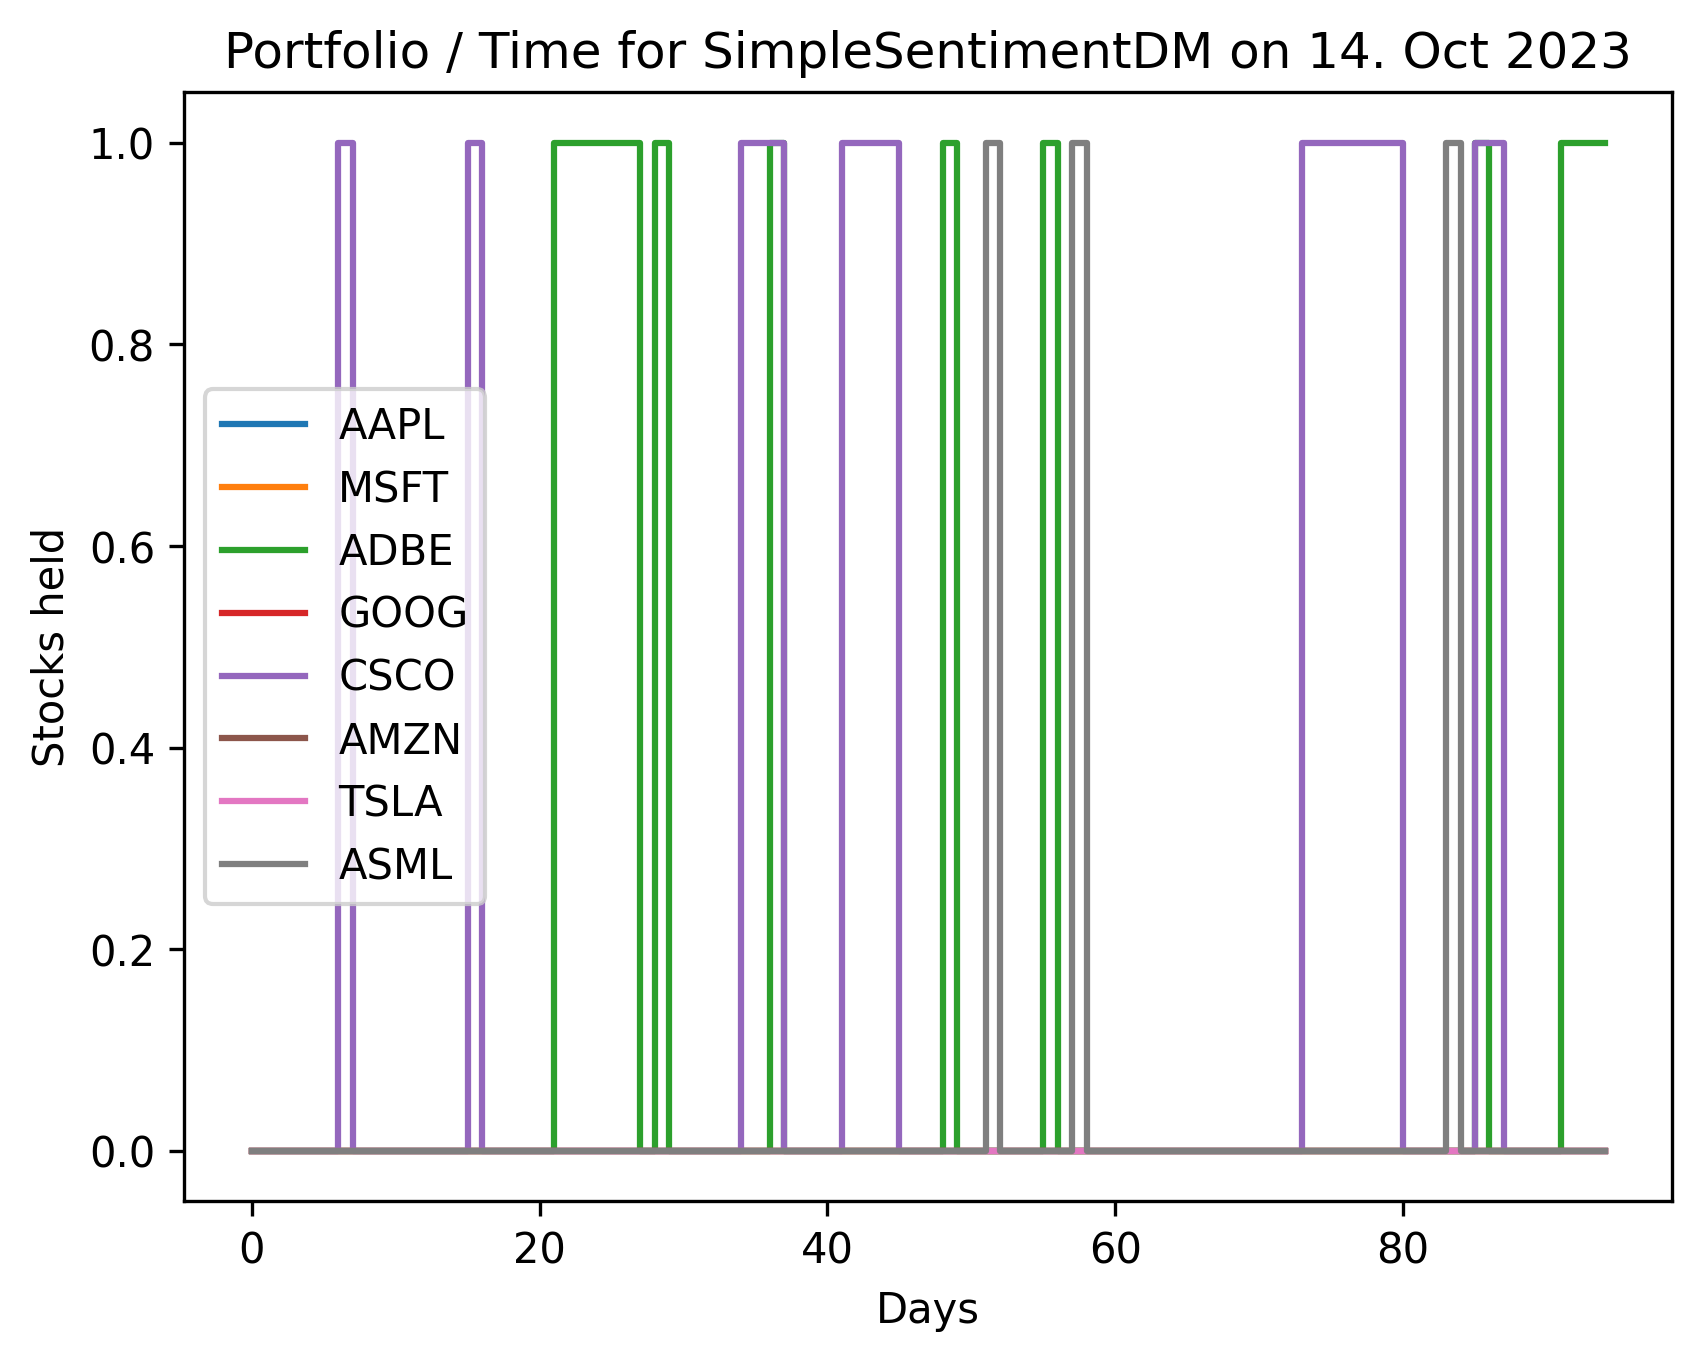 Portfolio / Time for SimpleSentimentDM on 14. Oct 2023
1.0
0.8
0.6
0.4
0.2
0.0
Stocks held
AAPL
MSFT
ADBE
GOOG
CSCO
AMZN
TSLA
ASML
0 20 40 60 80
Days